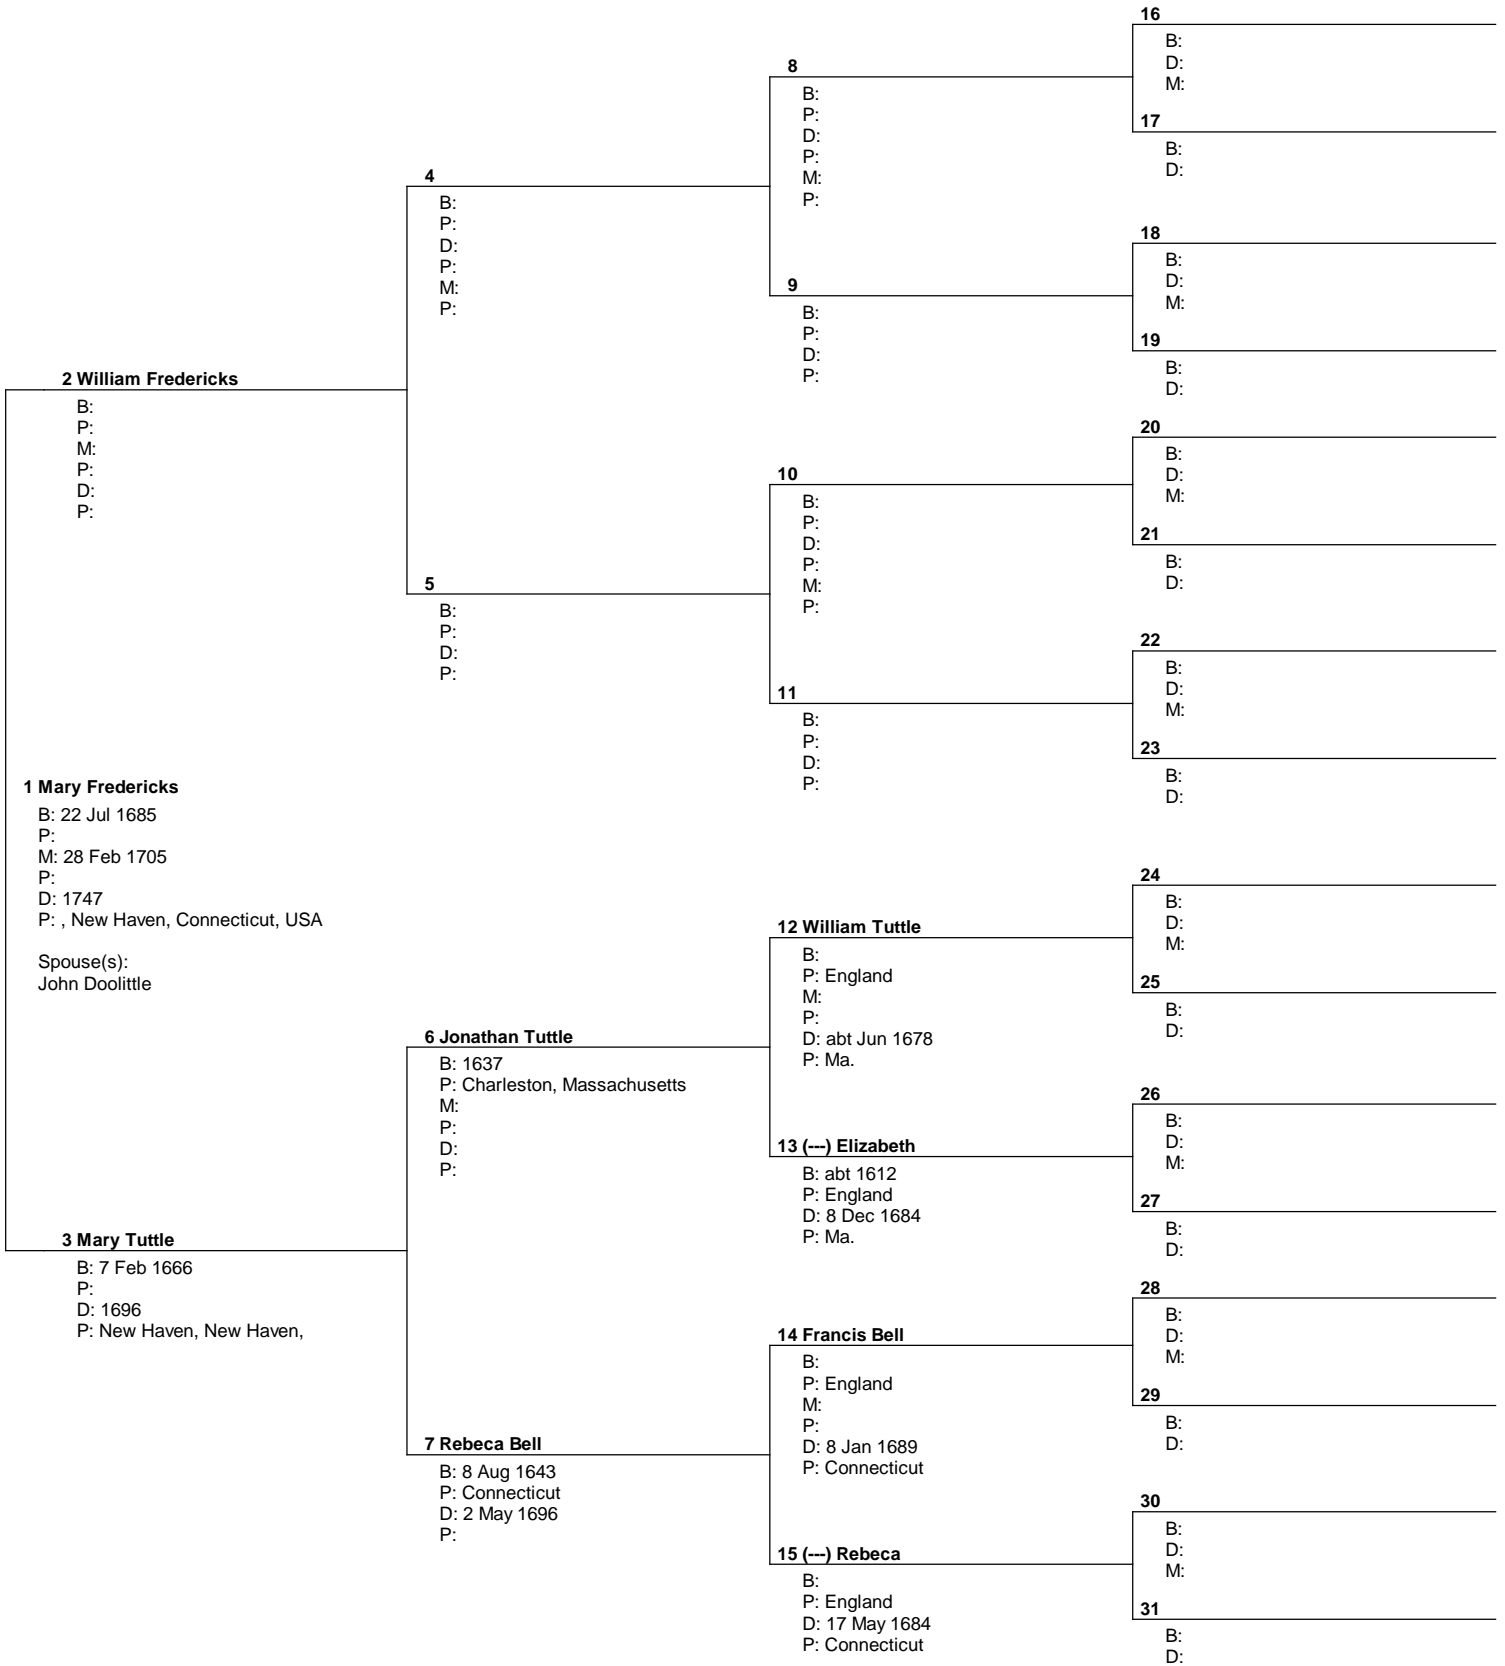 16
B:
D:
M:
8
B:
P:
D:
P:
M:
P:
17
B:
D:
4
B:
P:
D:
P:
M:
P:
18
B:
D:
M:
9
B:
P:
D:
P:
19
B:
D:
2 William Fredericks
B:
P:
M:
P:
D:
P:
20
B:
D:
M:
10
B:
P:
D:
P:
M:
P:
21
B:
D:
5
B:
P:
D:
P:
22
B:
D:
M:
11
B:
P:
D:
P:
23
B:
D:
1 Mary Fredericks
B: 22 Jul 1685
P:
M: 28 Feb 1705
P:
D: 1747
P: , New Haven, Connecticut, USA
Spouse(s):
John Doolittle
24
B:
D:
M:
12 William Tuttle
B:
P: England
M:
P:
D: abt Jun 1678
P: Ma.
25
B:
D:
6 Jonathan Tuttle
B: 1637
P: Charleston, Massachusetts
M:
P:
D:
P:
26
B:
D:
M:
13 (---) Elizabeth
B: abt 1612
P: England
D: 8 Dec 1684
P: Ma.
27
B:
D:
3 Mary Tuttle
B: 7 Feb 1666
P:
D: 1696
P: New Haven, New Haven,
28
B:
D:
M:
14 Francis Bell
B:
P: England
M:
P:
D: 8 Jan 1689
P: Connecticut
29
B:
D:
7 Rebeca Bell
B: 8 Aug 1643
P: Connecticut
D: 2 May 1696
P:
30
B:
D:
M:
15 (---) Rebeca
B:
P: England
D: 17 May 1684
P: Connecticut
31
B:
D: